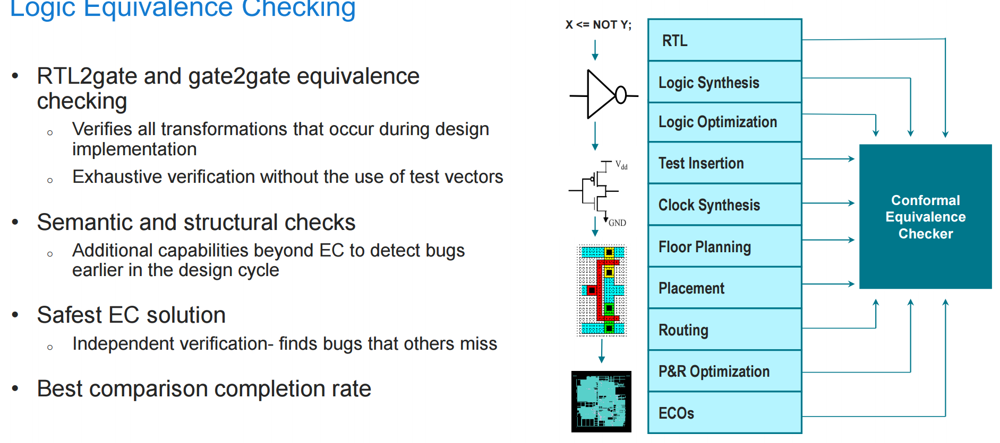 Logic Equivalence Checking
• RTL2gate and gate2gate equivalence
checking
○ Verifies all transformations that occur during design
implementation
○ Exhaustive verification without the use of test vectors
• Semantic and structural checks
○ Additional capabilities beyond EC to detect bugs
earlier in the design cycle
• Safest EC solution
○ Independent verification- finds bugs that others miss
• Best comparison completion rate
X <= NOT Y;
Vdd
GND
RTL
Logic Synthesis
Logic Optimization
Test Insertion
Clock Synthesis
Floor Planning
Placement
Routing
P&R Optimization
ECOs
Conformal
Equivalence
Checker